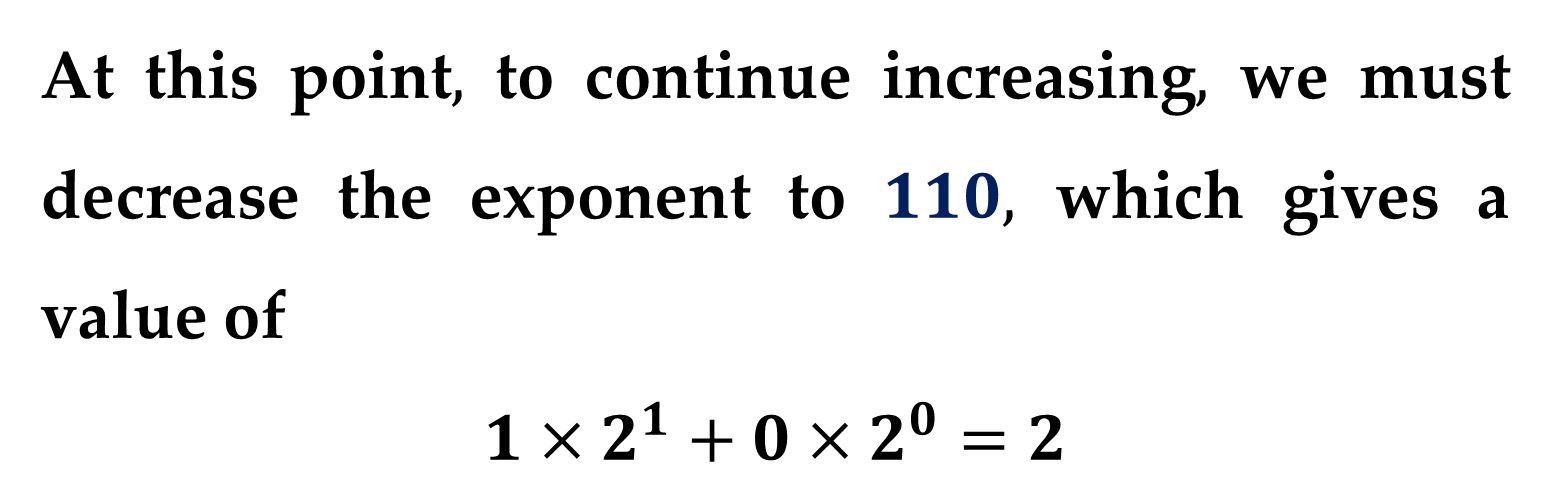 At this point, to continue increasing, we must
decrease the exponent to 110, which gives a
value of
1 × 2¹ + 0 × 2⁰ = 2